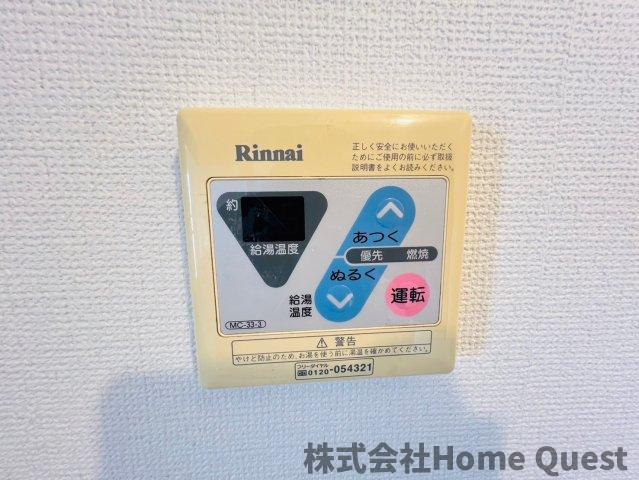 Rinnai
正しく安全にお使いいただく
ためにご使用の前に必ず取扱
説明書をよくお読みください。
約
給湯温度
あつく
優先 燃焼
ぬるく
給湯
温度
運転
MC-33-3
⚠ 警告
やけど防止のため、お湯を使う前に湯温を確かめてください。
フリーダイヤル
0120-054321
株式会社Home Quest